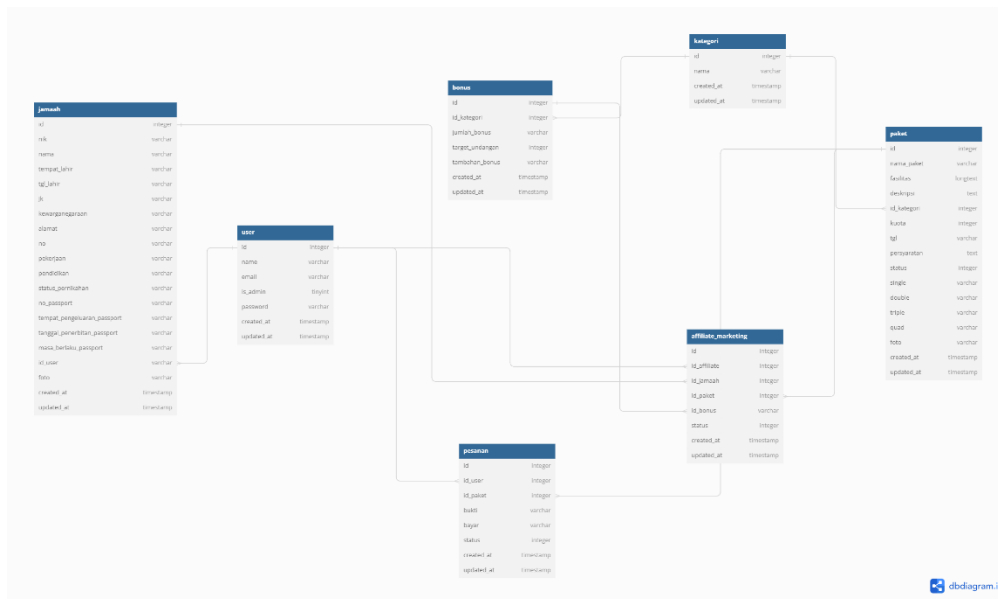 kategori
id integer
nama varchar
created_at timestamp
updated_at timestamp
bonus
id integer
id_kategori integer
jumlah_bonus varchar
target_undangan integer
tambahan_bonus varchar
created_at timestamp
updated_at timestamp
jamaah
id integer
nik varchar
nama varchar
tempat_lahir varchar
tgl_lahir varchar
jk varchar
kewarganegaraan varchar
alamat varchar
varchar
pekerjaan varchar
pendidikan varchar
status_pernikahan varchar
no_passport varchar
tempat_pengeluaran_passport varchar
tanggal_penerbitan_passport varchar
masa_berlaku_passport varchar
id_user varchar
foto varchar
created_at timestamp
updated_at timestamp
paket
id integer
nama_paket varchar
fasilitas longtext
deskripsi text
id_kategori integer
kuota integer
tgl varchar
persyaratan text
status integer
single varchar
double varchar
triple varchar
quad varchar
foto varchar
created_at timestamp
updated_at timestamp
user
id integer
name varchar
email varchar
is_admin tinyint
password varchar
created_at timestamp
updated_at timestamp
affiliate_marketing
id integer
id_affiliate integer
id_jamaah integer
id_paket integer
id_bonus varchar
status integer
created_at timestamp
updated_at timestamp
pesanan
id integer
id_user integer
id_paket integer
bukti varchar
bayar varchar
status integer
created_at timestamp
updated_at timestamp
dbdiagram.i